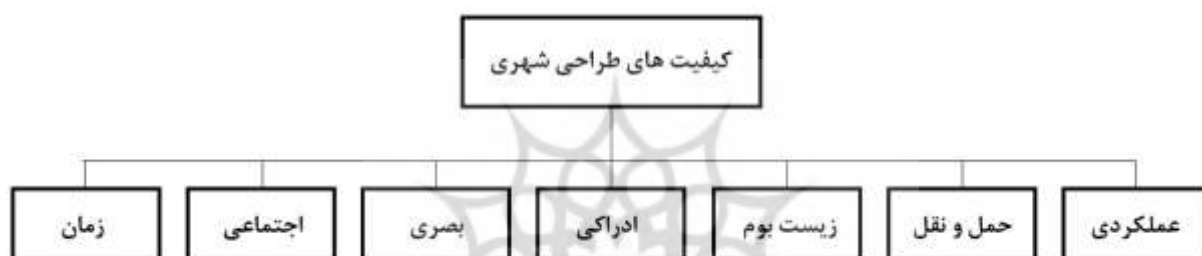 کیفیت های طراحی شهری
عملکردی
حمل و نقل
زیست بوم
ادراکی
بصری
اجتماعی
زمان